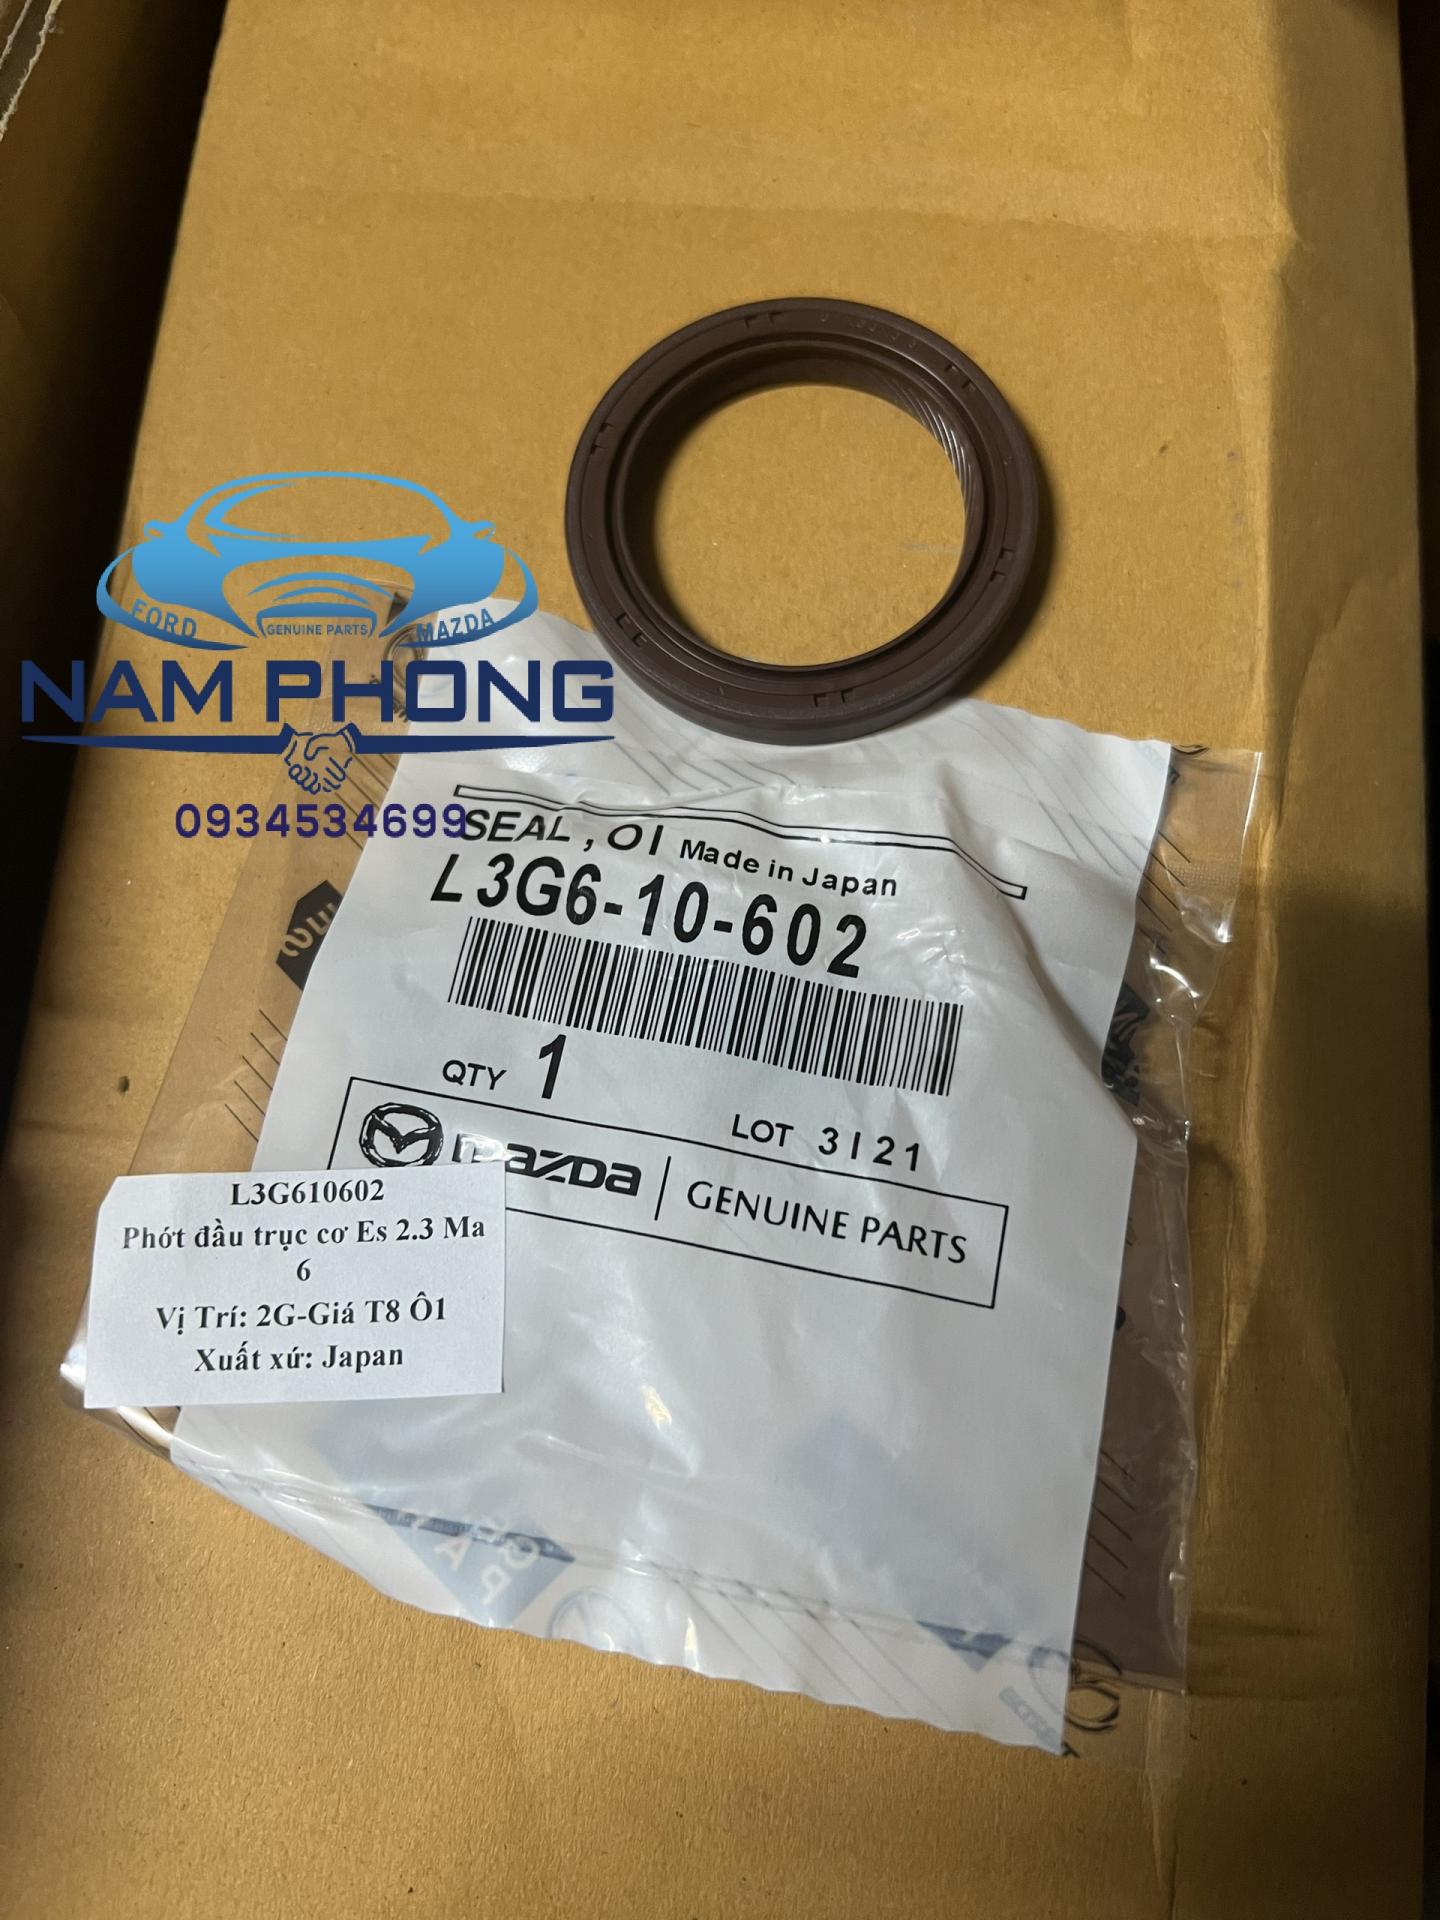 FORD
GENUINE PARTS
MAZDA
NAM PHONG
0934534699
SEAL, OI
Made in Japan
L3G6-10-602
QTY 1
LOT 3I21
mazda
GENUINE PARTS
L3G610602
Phớt đầu trục cơ Es 2.3 Ma
6
Vị Trí: 2G-Giá T8 Ô1
Xuất xứ: Japan